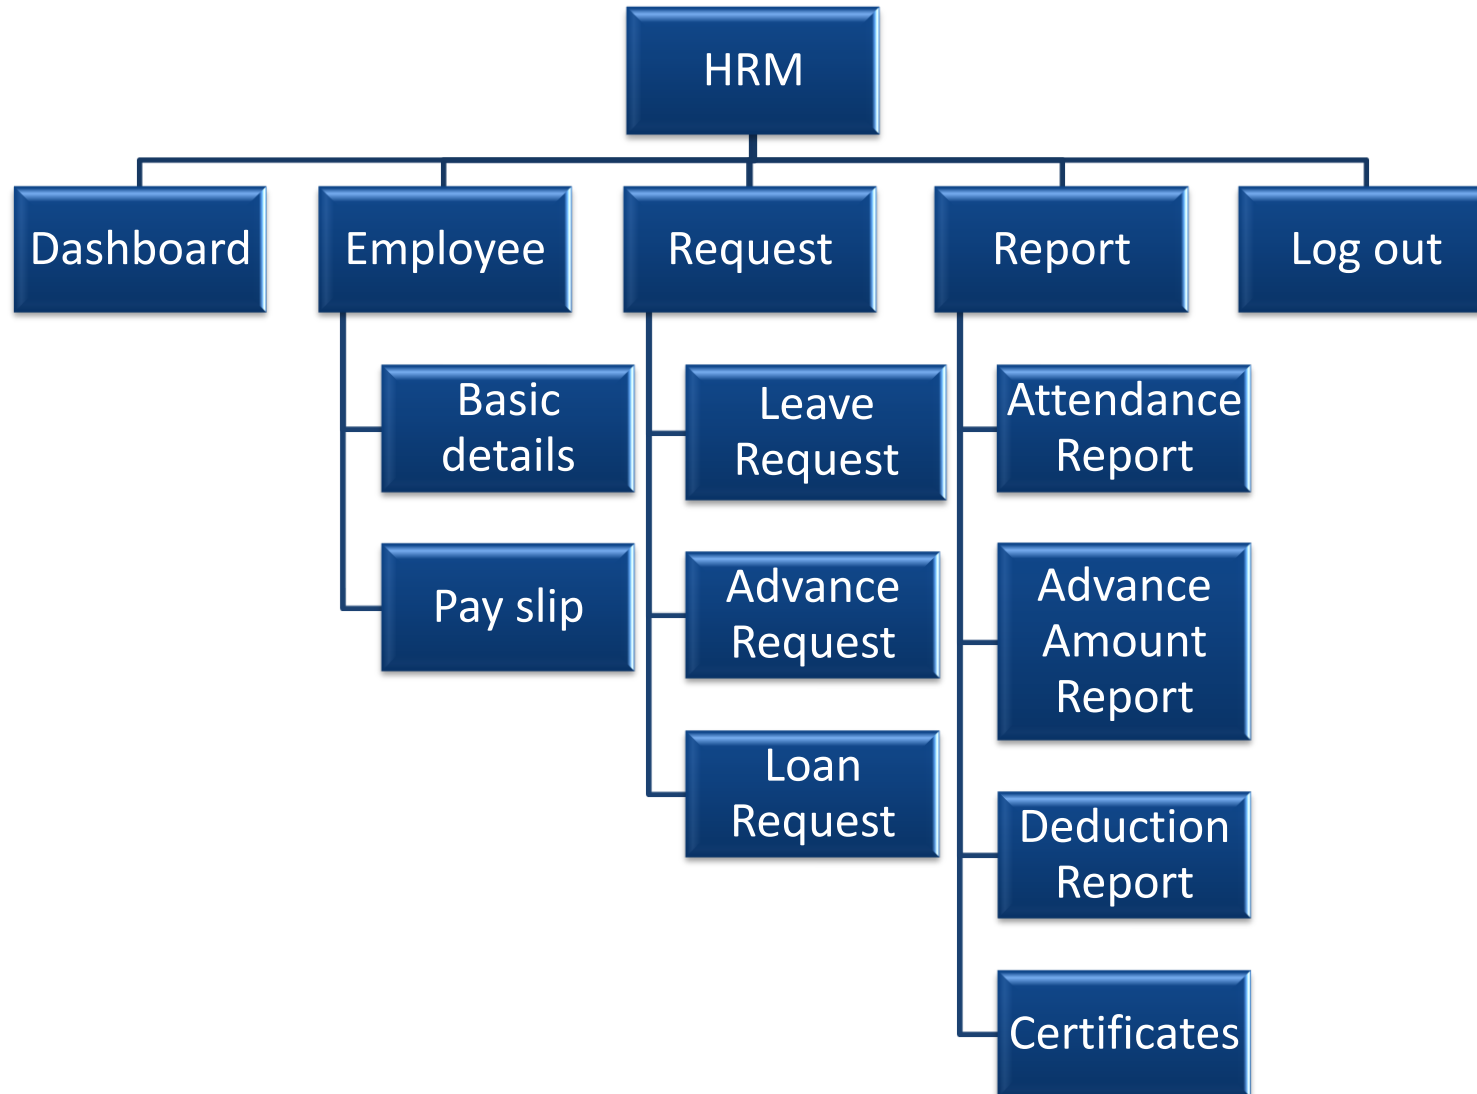 HRM
Dashboard
Employee
Request
Report
Log out
Basic
details
Pay slip
Leave
Request
Advance
Request
Loan
Request
Attendance
Report
Advance
Amount
Report
Deduction
Report
Certificates